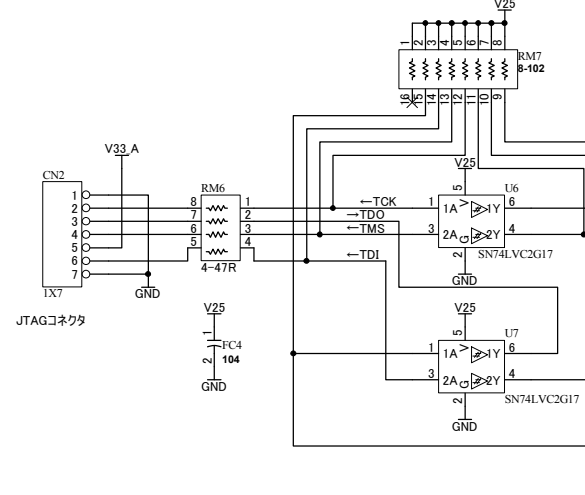 V25
1 2 3 4 5 6 7 8
RM7
8-102
16 15 14 13 12 11 10 9
V33_A
V25
CN2
RM6
5
U6
1
8
1
←TCK
1
1A
V
1Y
6
2
7
2
→TDO
3
6
3
←TMS
3
2A
G
2Y
4
4
5
4
5
←TDI
2
SN74LVC2G17
6
4-47R
GND
7
1X7
GND
JTAGコネクタ
V25
V25
1
FC4
5
U7
2
104
1
1A
V
1Y
6
GND
3
2A
G
2Y
4
2
SN74LVC2G17
GND